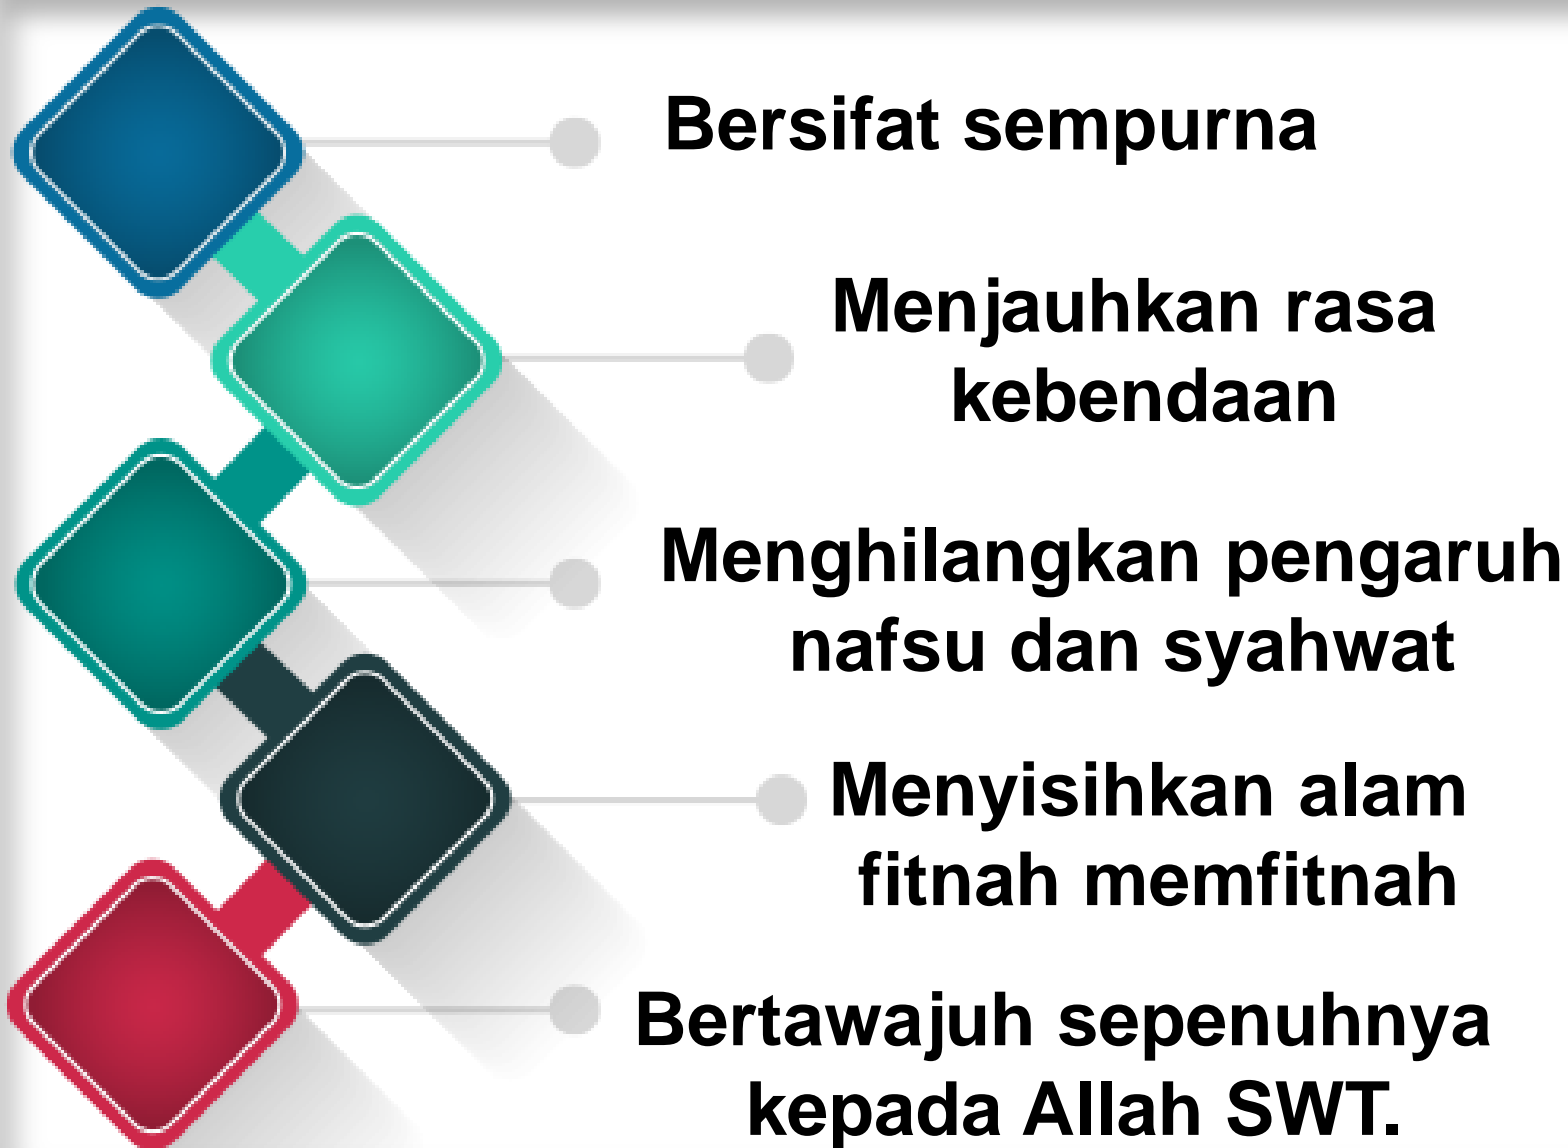 Bersifat sempurna
Menjauhkan rasa
kebendaan
Menghilangkan pengaruh
nafsu dan syahwat
Menyisihkan alam
fitnah memfitnah
Bertawajuh sepenuhnya
kepada Allah SWT.